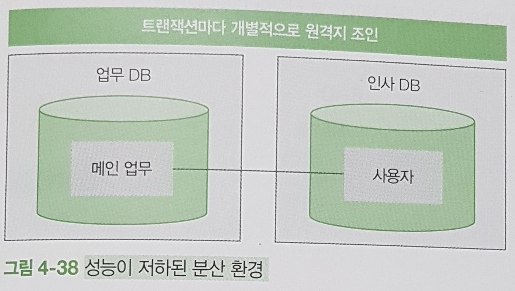 트랜잭션마다 개별적으로 원격지 조인
업무 DB
인사 DB
메인 업무
사용자
그림 4-38 성능이 저하된 분산 환경